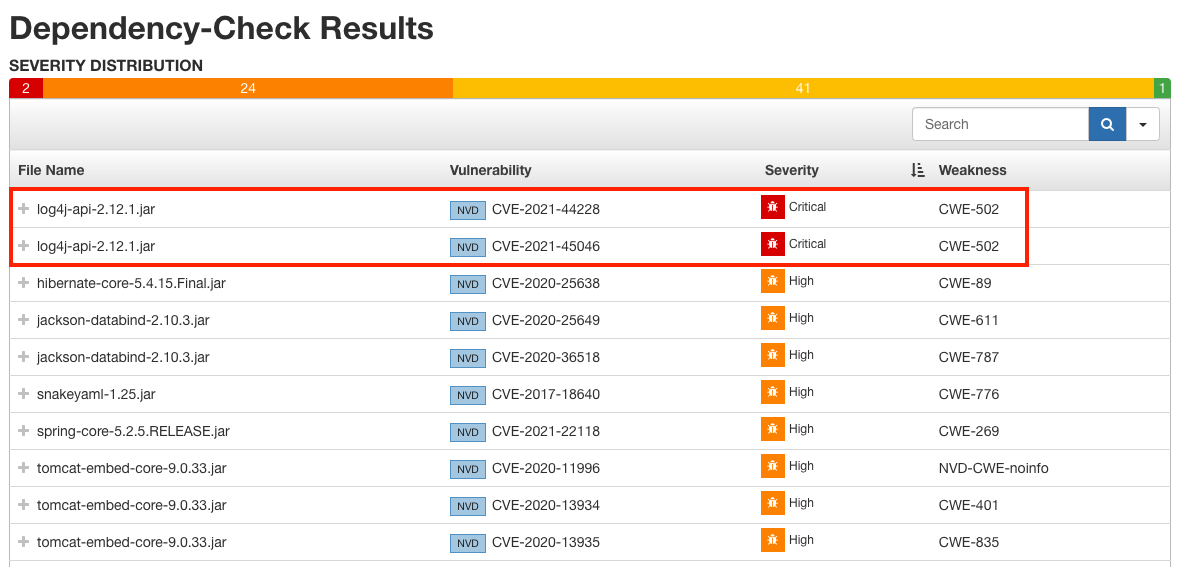 Dependency-Check Results
SEVERITY DISTRIBUTION
2 24 41 1
Search
File Name Vulnerability Severity Weakness
log4j-api-2.12.1.jar NVD CVE-2021-44228 Critical CWE-502
log4j-api-2.12.1.jar NVD CVE-2021-45046 Critical CWE-502
hibernate-core-5.4.15.Final.jar NVD CVE-2020-25638 High CWE-89
jackson-databind-2.10.3.jar NVD CVE-2020-25649 High CWE-611
jackson-databind-2.10.3.jar NVD CVE-2020-36518 High CWE-787
snakeyaml-1.25.jar NVD CVE-2017-18640 High CWE-776
spring-core-5.2.5.RELEASE.jar NVD CVE-2021-22118 High CWE-269
tomcat-embed-core-9.0.33.jar NVD CVE-2020-11996 High NVD-CWE-noinfo
tomcat-embed-core-9.0.33.jar NVD CVE-2020-13934 High CWE-401
tomcat-embed-core-9.0.33.jar NVD CVE-2020-13935 High CWE-835